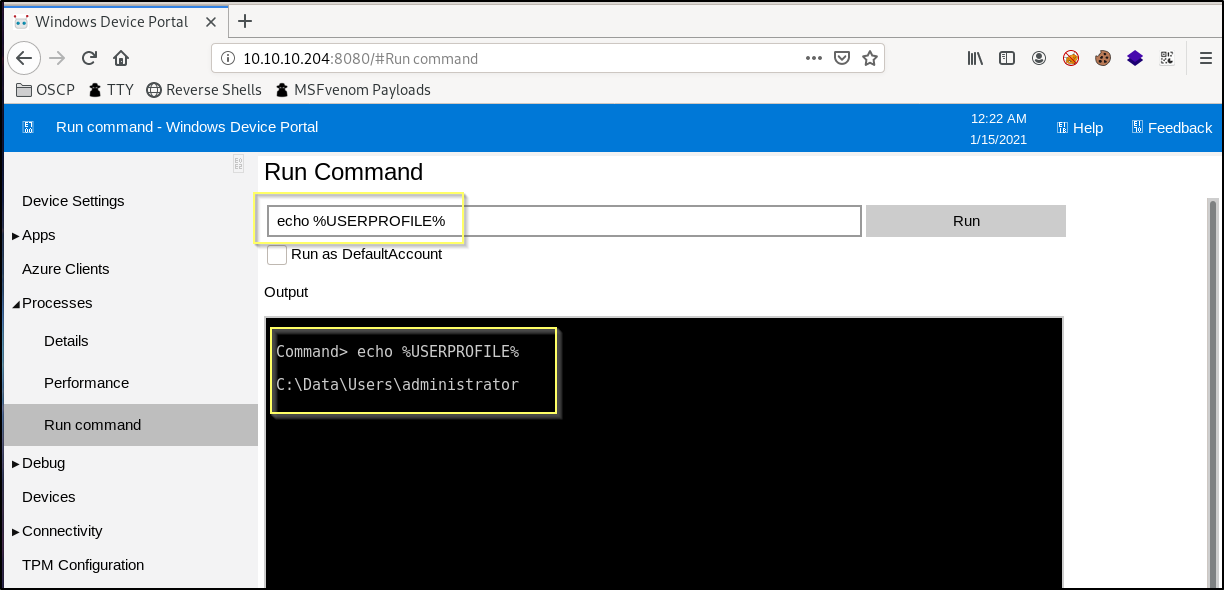 Windows Device Portal
10.10.10.204:8080/#Run command
OSCP TTY Reverse Shells MSFvenom Payloads
Run command - Windows Device Portal
12:22 AM
1/15/2021
Help Feedback
Run Command
Device Settings
echo %USERPROFILE% Run
▸Apps
Run as DefaultAccount
Azure Clients
Output
Processes
Details
Command> echo %USERPROFILE%
C:\Data\Users\administrator
Performance
Run command
Debug
Devices
Connectivity
TPM Configuration